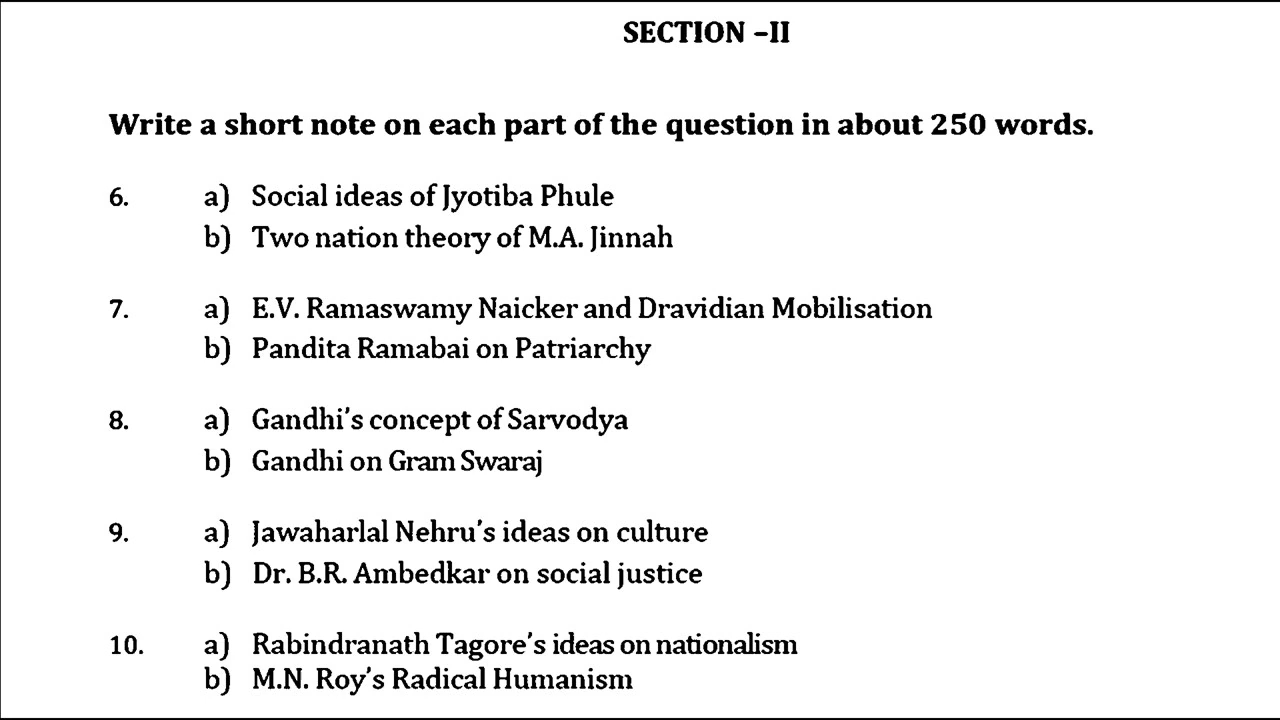 SECTION –II
Write a short note on each part of the question in about 250 words.
6. a) Social ideas of Jyotiba Phule
b) Two nation theory of M.A. Jinnah
7. a) E.V. Ramaswamy Naicker and Dravidian Mobilisation
b) Pandita Ramabai on Patriarchy
8. a) Gandhi's concept of Sarvodya
b) Gandhi on Gram Swaraj
9. a) Jawaharlal Nehru's ideas on culture
b) Dr. B.R. Ambedkar on social justice
10. a) Rabindranath Tagore's ideas on nationalism
b) M.N. Roy's Radical Humanism